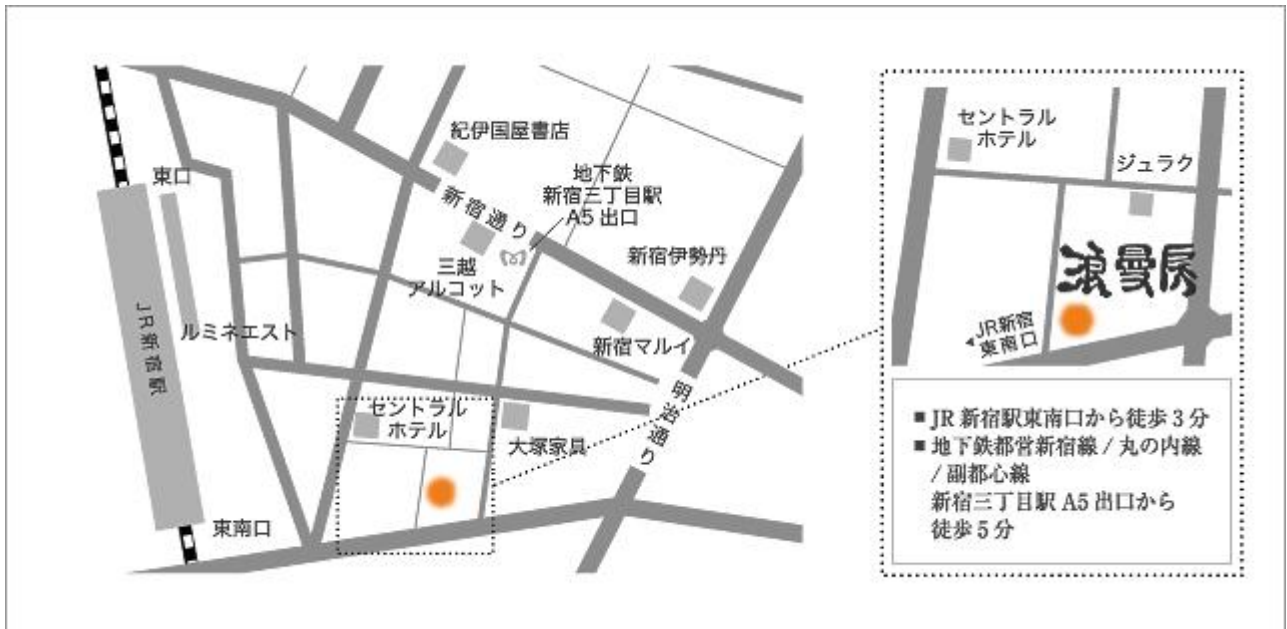 紀伊国屋書店
地下鉄
新宿三丁目駅
A5 出口
東口
新宿通り
新宿伊勢丹
三越
アルコット
JR新宿駅
ルミネエスト
新宿マルイ
明治通り
セントラル
ホテル
大塚家具
東南口
セントラル
ホテル
ジュラク
浪曼房
JR新宿
東南口
■ JR 新宿駅東南口から徒歩 3 分
■ 地下鉄都営新宿線 / 丸の内線
/ 副都心線
新宿三丁目駅 A5 出口から
徒歩 5 分